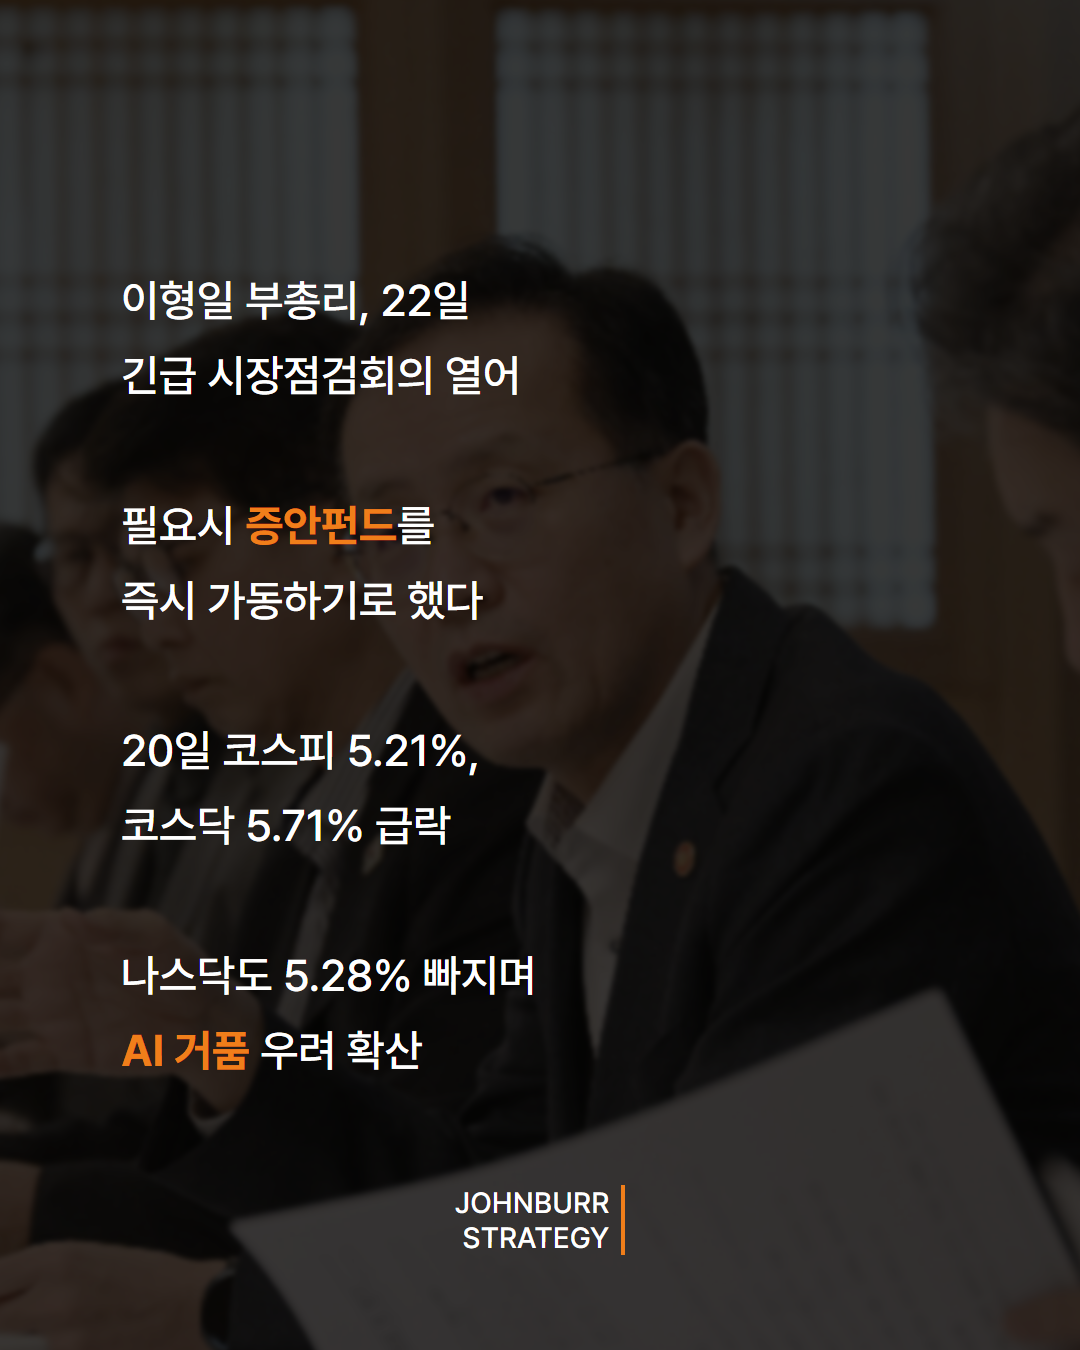 이형일 부총리, 22일
긴급 시장점검회의 열어
필요시 증안펀드를
즉시 가동하기로 했다
20일 코스피 5.21%,
코스닥 5.71% 급락
나스닥도 5.28% 빠지며
AI 거품 우려 확산
JOHNBURR
STRATEGY